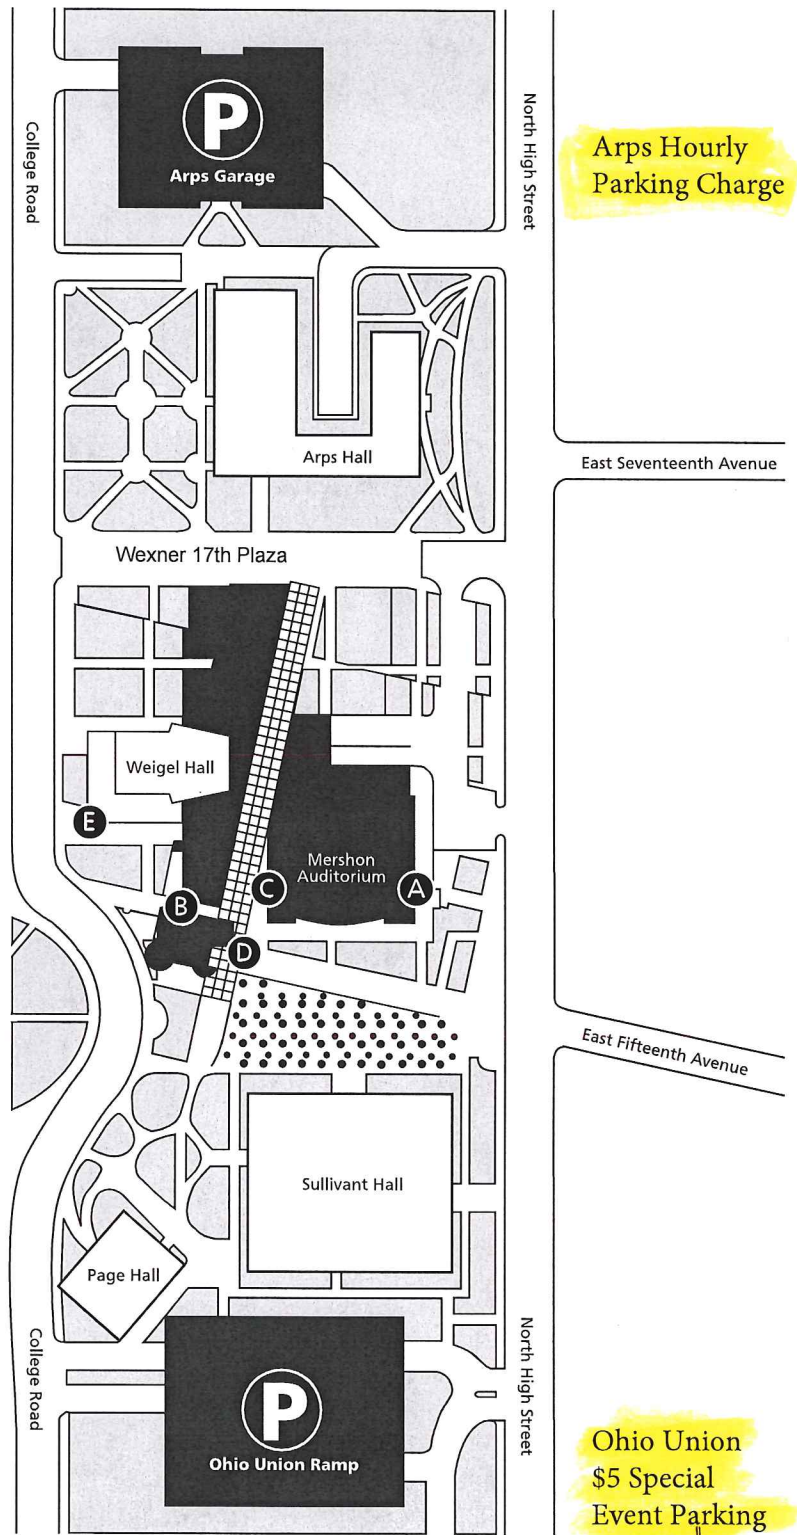 P
Arps Garage
College Road
North High Street
Arps Hourly
Parking Charge
Arps Hall
East Seventeenth Avenue
Wexner 17th Plaza
Weigel Hall
E
Mershon
Auditorium
C
A
B
D
East Fifteenth Avenue
Sullivant Hall
Page Hall
College Road
North High Street
P
Ohio Union Ramp
Ohio Union
$5 Special
Event Parking